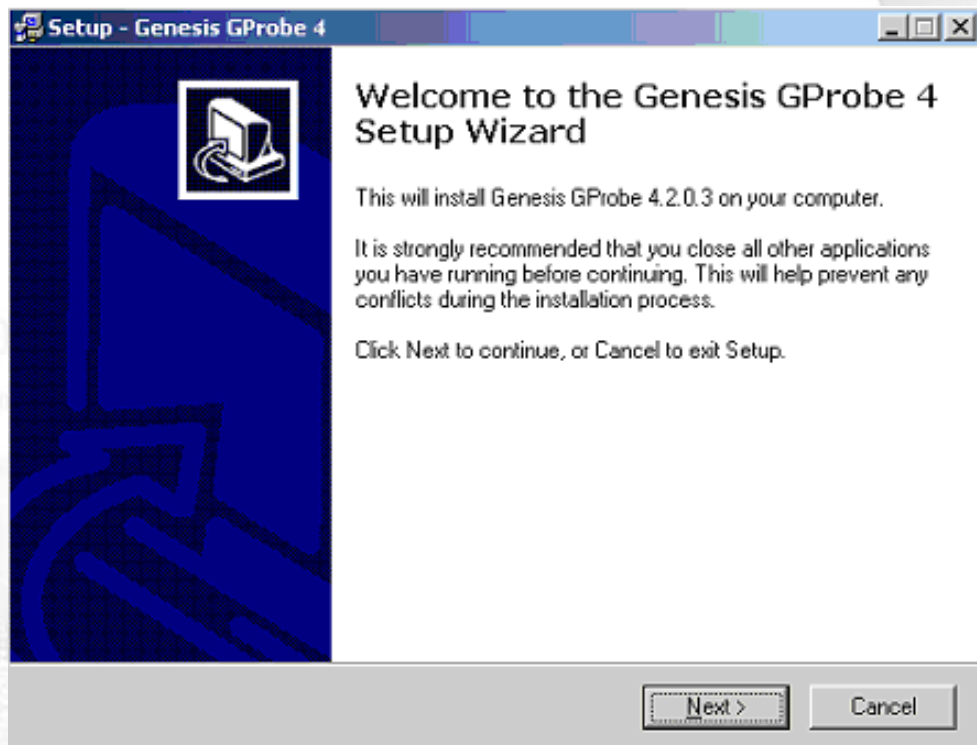 Setup - Genesis GProbe 4
Welcome to the Genesis GProbe 4
Setup Wizard
This will install Genesis GProbe 4.2.0.3 on your computer.
It is strongly recommended that you close all other applications
you have running before continuing. This will help prevent any
conflicts during the installation process.
Click Next to continue, or Cancel to exit Setup.
Next >
Cancel